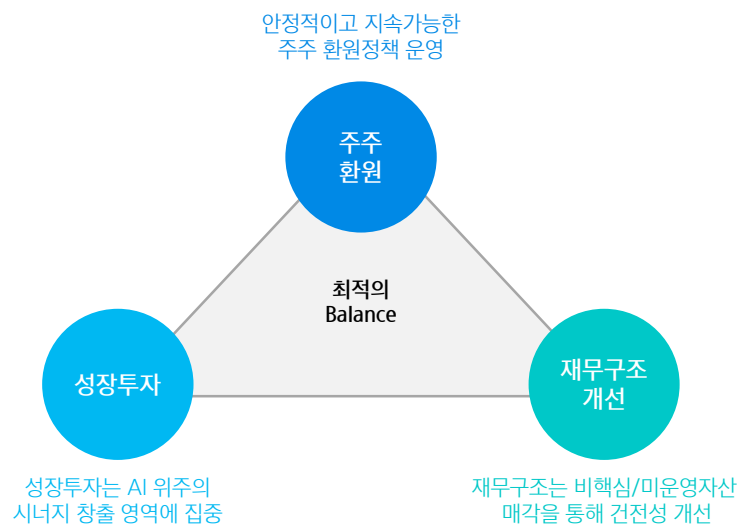 안정적이고 지속가능한
주주 환원정책 운영
주주
환원
최적의
Balance
성장투자
재무구조
개선
성장투자는 AI 위주의
시너지 창출 영역에 집중
재무구조는 비핵심/미운영자산
매각을 통해 건전성 개선